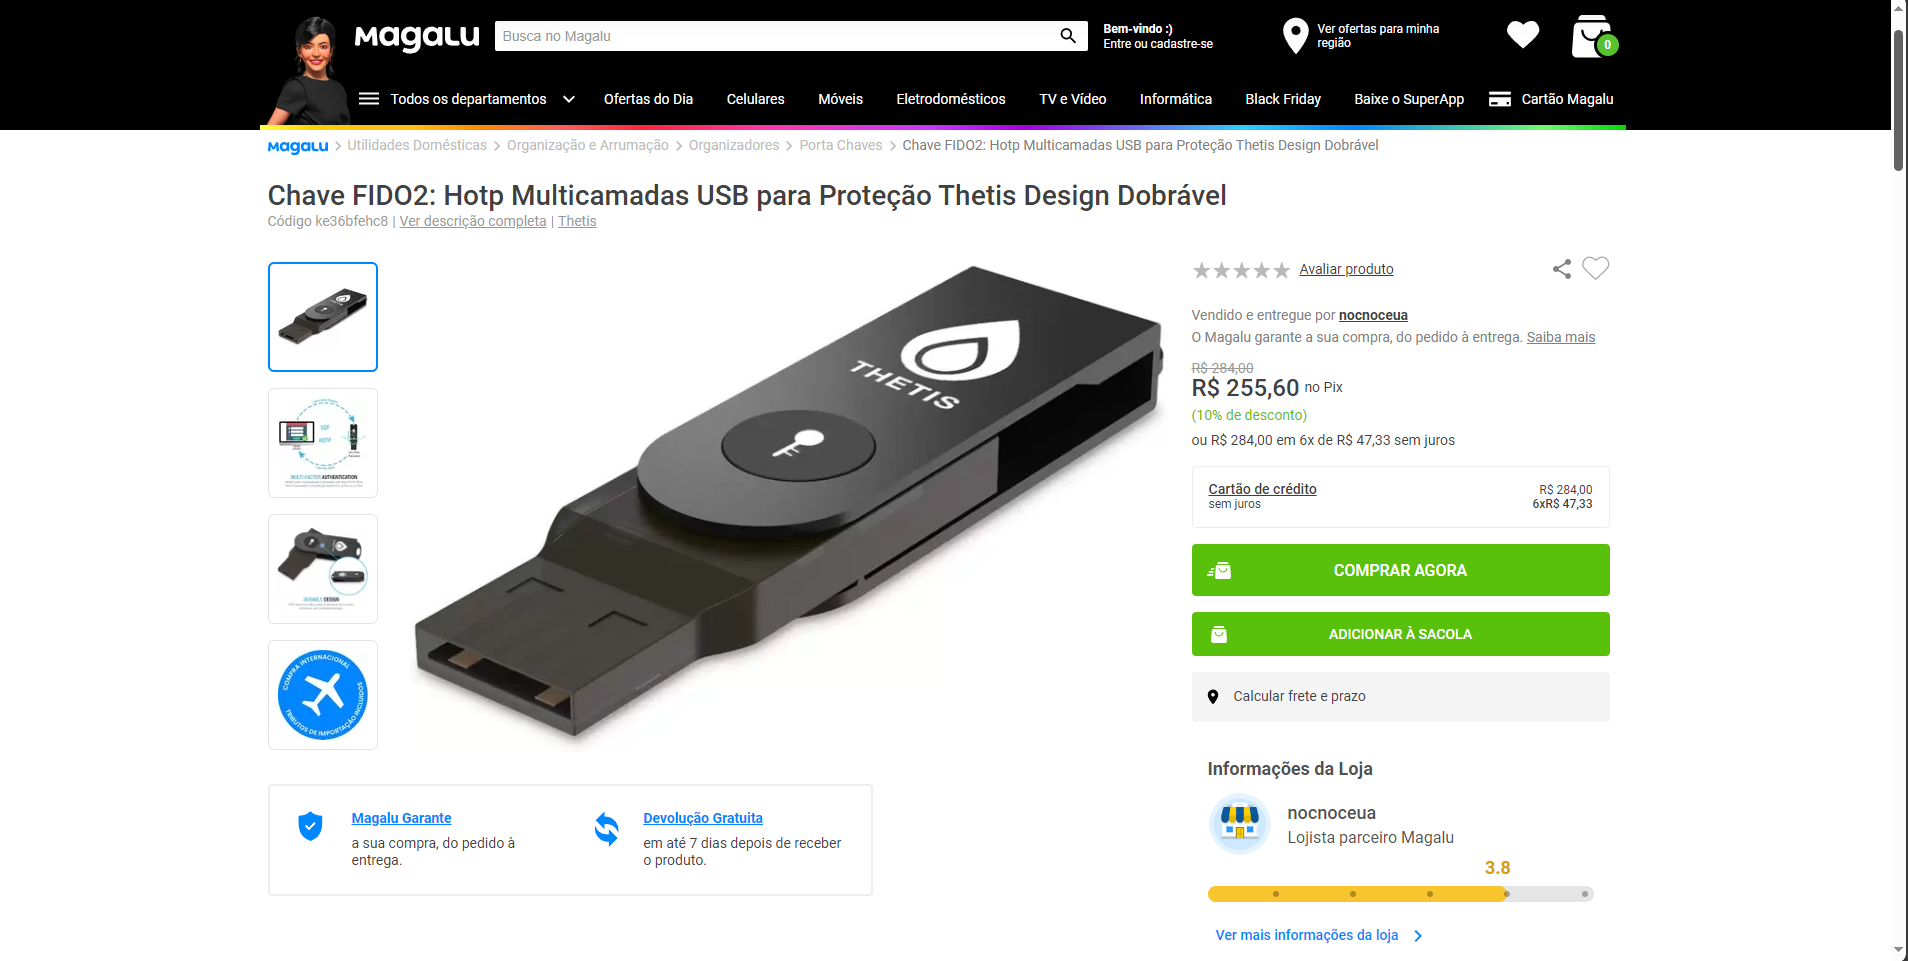 Magalu
Busca no Magalu
Bem-vindo :)
Entre ou cadastre-se
Ver ofertas para minha
região
0
Todos os departamentos
Ofertas do Dia
Celulares
Móveis
Eletrodomésticos
TV e Vídeo
Informática
Black Friday
Baixe o SuperApp
Cartão Magalu
Magalu > Utilidades Domésticas > Organização e Arrumação > Organizadores > Porta Chaves > Chave FIDO2: Hotp Multicamadas USB para Proteção Thetis Design Dobrável
Chave FIDO2: Hotp Multicamadas USB para Proteção Thetis Design Dobrável
Código ke36bfehc8 | Ver descrição completa | Thetis
THETIS
MULTI-FACTOR AUTHENTICATION
DURABLE DESIGN
COMPRA INTERNACIONAL
TRIBUTOS DE IMPORTAÇÃO INCLUÍDOS
Avaliar produto
Vendido e entregue por nocnoceua
O Magalu garante a sua compra, do pedido à entrega. Saiba mais
R$ 284,00
R$ 255,60 no Pix
(10% de desconto)
ou R$ 284,00 em 6x de R$ 47,33 sem juros
Cartão de crédito
R$ 284,00
sem juros
6xR$ 47,33
COMPRAR AGORA
ADICIONAR À SACOLA
Calcular frete e prazo
Informações da Loja
nocnoceua
Lojista parceiro Magalu
3.8
Ver mais informações da loja
Magalu Garante
a sua compra, do pedido à
entrega.
Devolução Gratuita
em até 7 dias depois de receber
o produto.